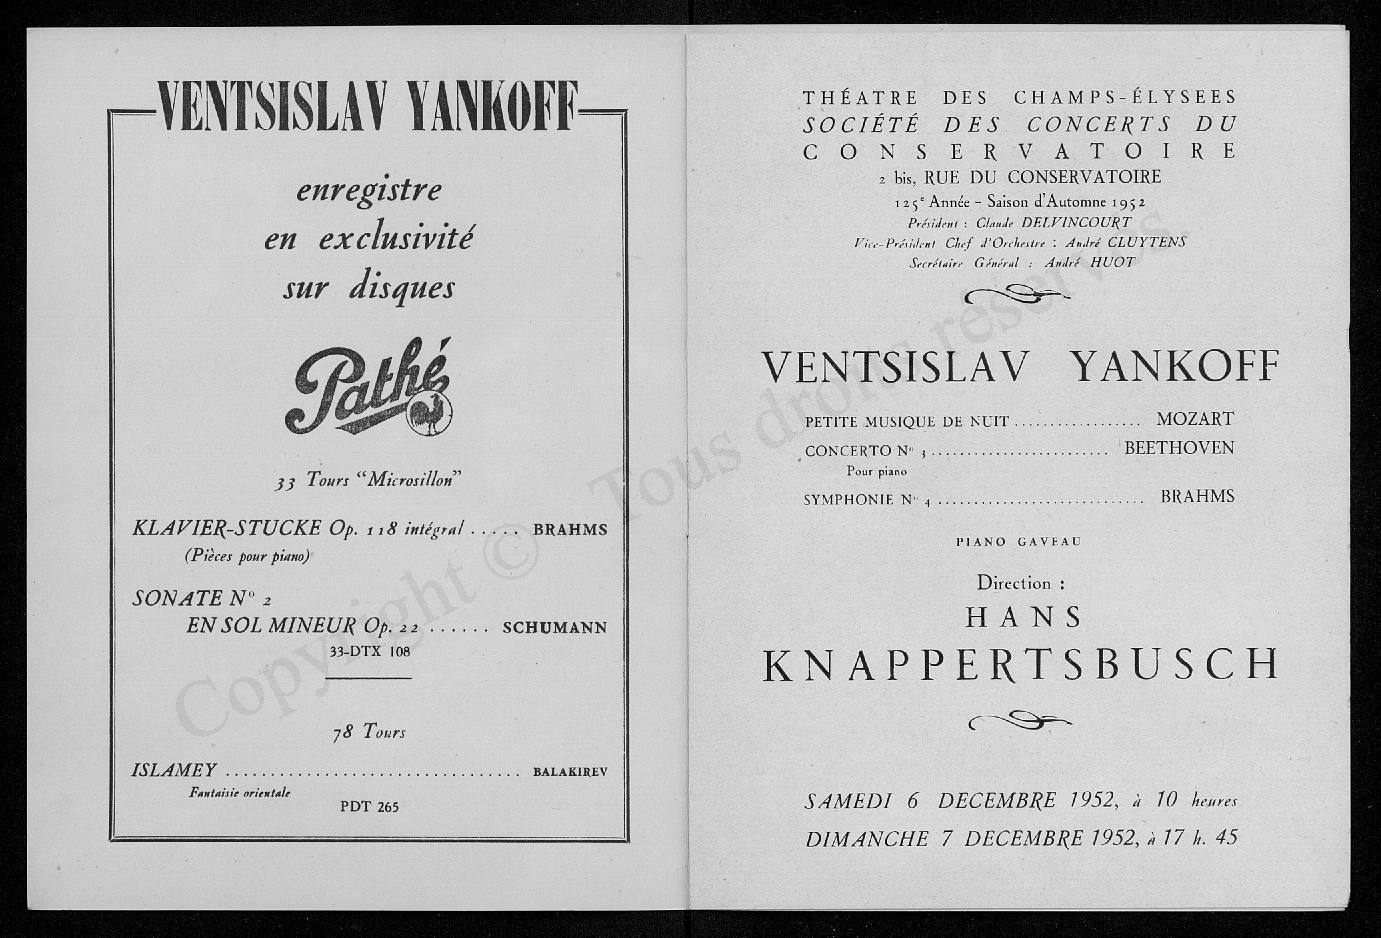 VENTSISLAV YANKOFF
enregistre
en exclusivité
sur disques
Pathé
33 Tours “Microsillon”
KLAVIER-STUCKE Op. 118 intégral ..... BRAHMS
(Pièces pour piano)
SONATE Nº 2
EN SOL MINEUR Op. 22 ...... SCHUMANN
33-DTX 108
78 Tours
ISLAMEY ................................. BALAKIREV
Fantaisie orientale
PDT 265
THÉATRE DES CHAMPS-ÉLYSEES
SOCIÉTÉ DES CONCERTS DU
CONSERVATOIRE
2 bis, RUE DU CONSERVATOIRE
125e Année - Saison d'Automne 1952
Président : Claude DELVINCOURT
Vice-Président Chef d'Orchestre : André CLUYTENS
Secrétaire Général : André HUOT
VENTSISLAV YANKOFF
PETITE MUSIQUE DE NUIT .................. MOZART
CONCERTO Nº 3 ......................... BEETHOVEN
Pour piano
SYMPHONIE Nº 4 ............................. BRAHMS
PIANO GAVEAU
Direction :
HANS
KNAPPERTSBUSCH
SAMEDI 6 DECEMBRE 1952, à 10 heures
DIMANCHE 7 DECEMBRE 1952, à 17 h. 45
Copyright © Tous droits réservés.